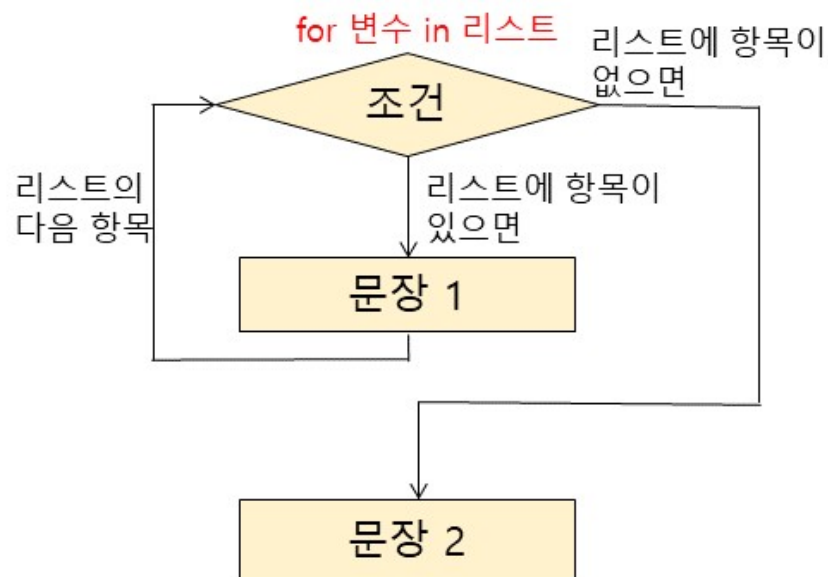 for 변수 in 리스트
리스트에 항목이
없으면
조건
리스트의
다음 항목
리스트에 항목이
있으면
문장 1
문장 2